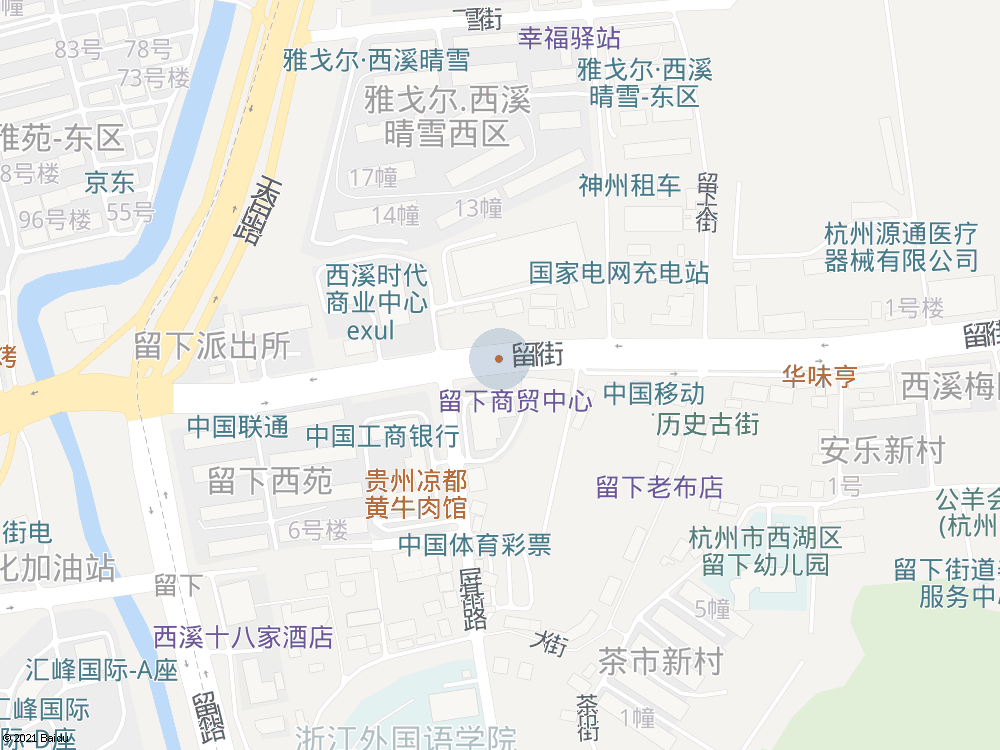 雪街
幢
幸福驿站
83号
78号
73号楼
雅戈尔·西溪晴雪
雅戈尔·西溪
晴雪-东区
雅戈尔.西溪
晴雪西区
雅苑-东区
8号楼
京东
55号
96号楼
17幢
14幢
13幢
神州租车
留下大街
天目山路
杭州源通医疗
器械有限公司
西溪时代
商业中心
exul
国家电网充电站
1号楼
留下派出所
烤
留和街
留和街
华味亨
中国移动
西溪梅
留下商贸中心
中国联通
中国工商银行
历史古街
安乐新村
留下西苑
贵州凉都
黄牛肉馆
留下老布店
1号
公羊会
(杭州
街电
6号楼
中国体育彩票
杭州市西湖区
留下幼儿园
化加油站
留下
屏基路
留下街道
服务中心
5幢
西溪十八家酒店
大街
茶市新村
汇峰国际-A座
汇峰国际
际-B座
留和路
茶市街
1幢
浙江外国语学院
© 2021 Baidu